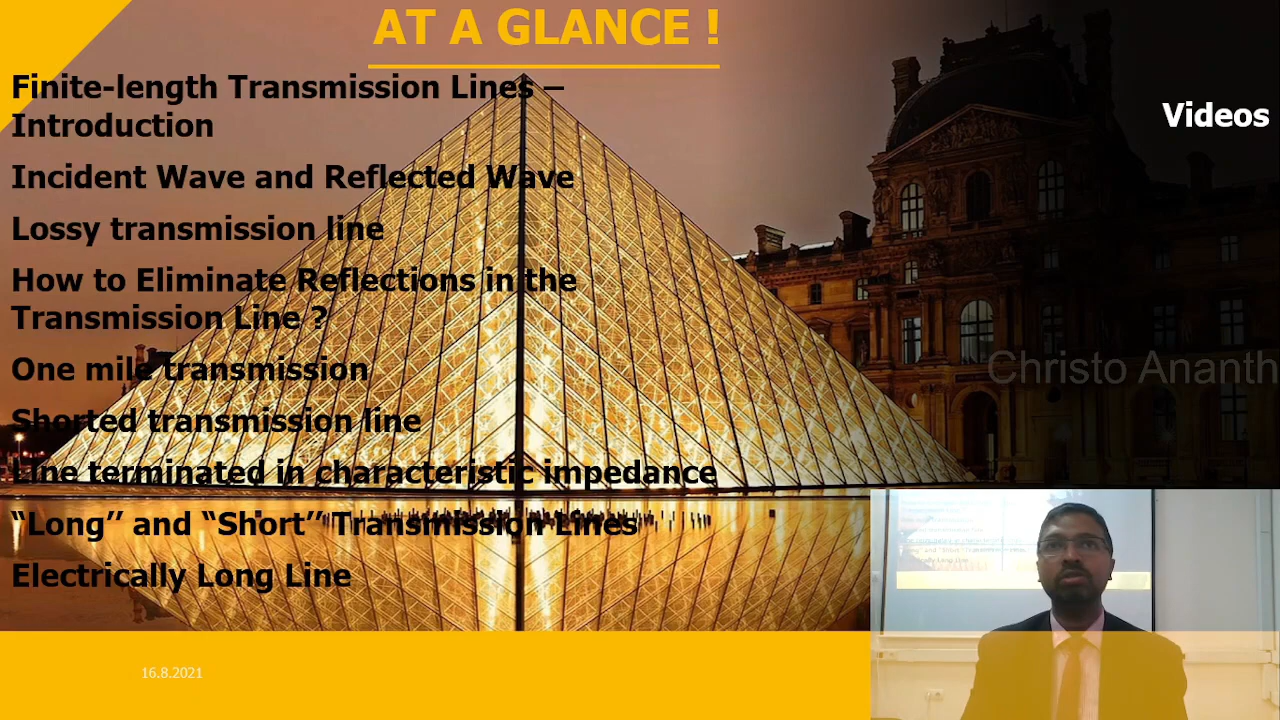 AT A GLANCE !
Finite-length Transmission Lines –
Introduction
Incident Wave and Reflected Wave
Lossy transmission line
How to Eliminate Reflections in the
Transmission Line ?
One mile transmission
Shorted transmission line
Line terminated in characteristic impedance
“Long’’ and “Short’’ Transmission Lines
Electrically Long Line
Videos
Christo Ananth
16.8.2021